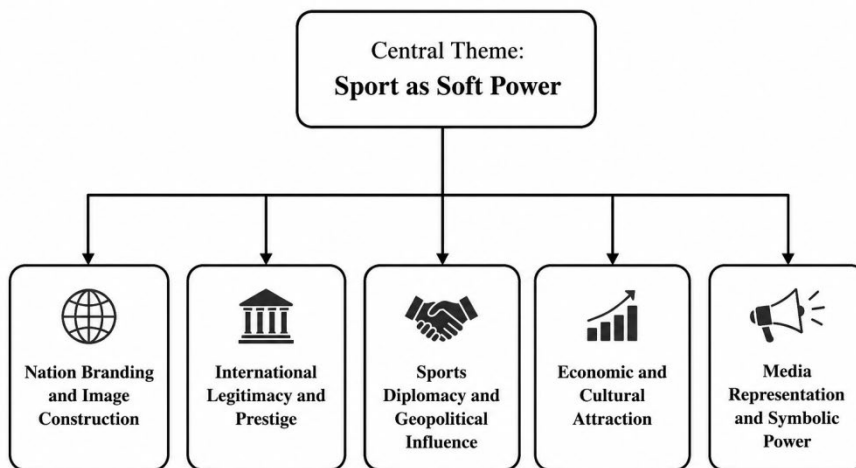 Central Theme:
Sport as Soft Power
Nation Branding
and Image
Construction
International
Legitimacy and
Prestige
Sports
Diplomacy and
Geopolitical
Influence
Economic and
Cultural
Attraction
Media
Representation
and Symbolic
Power